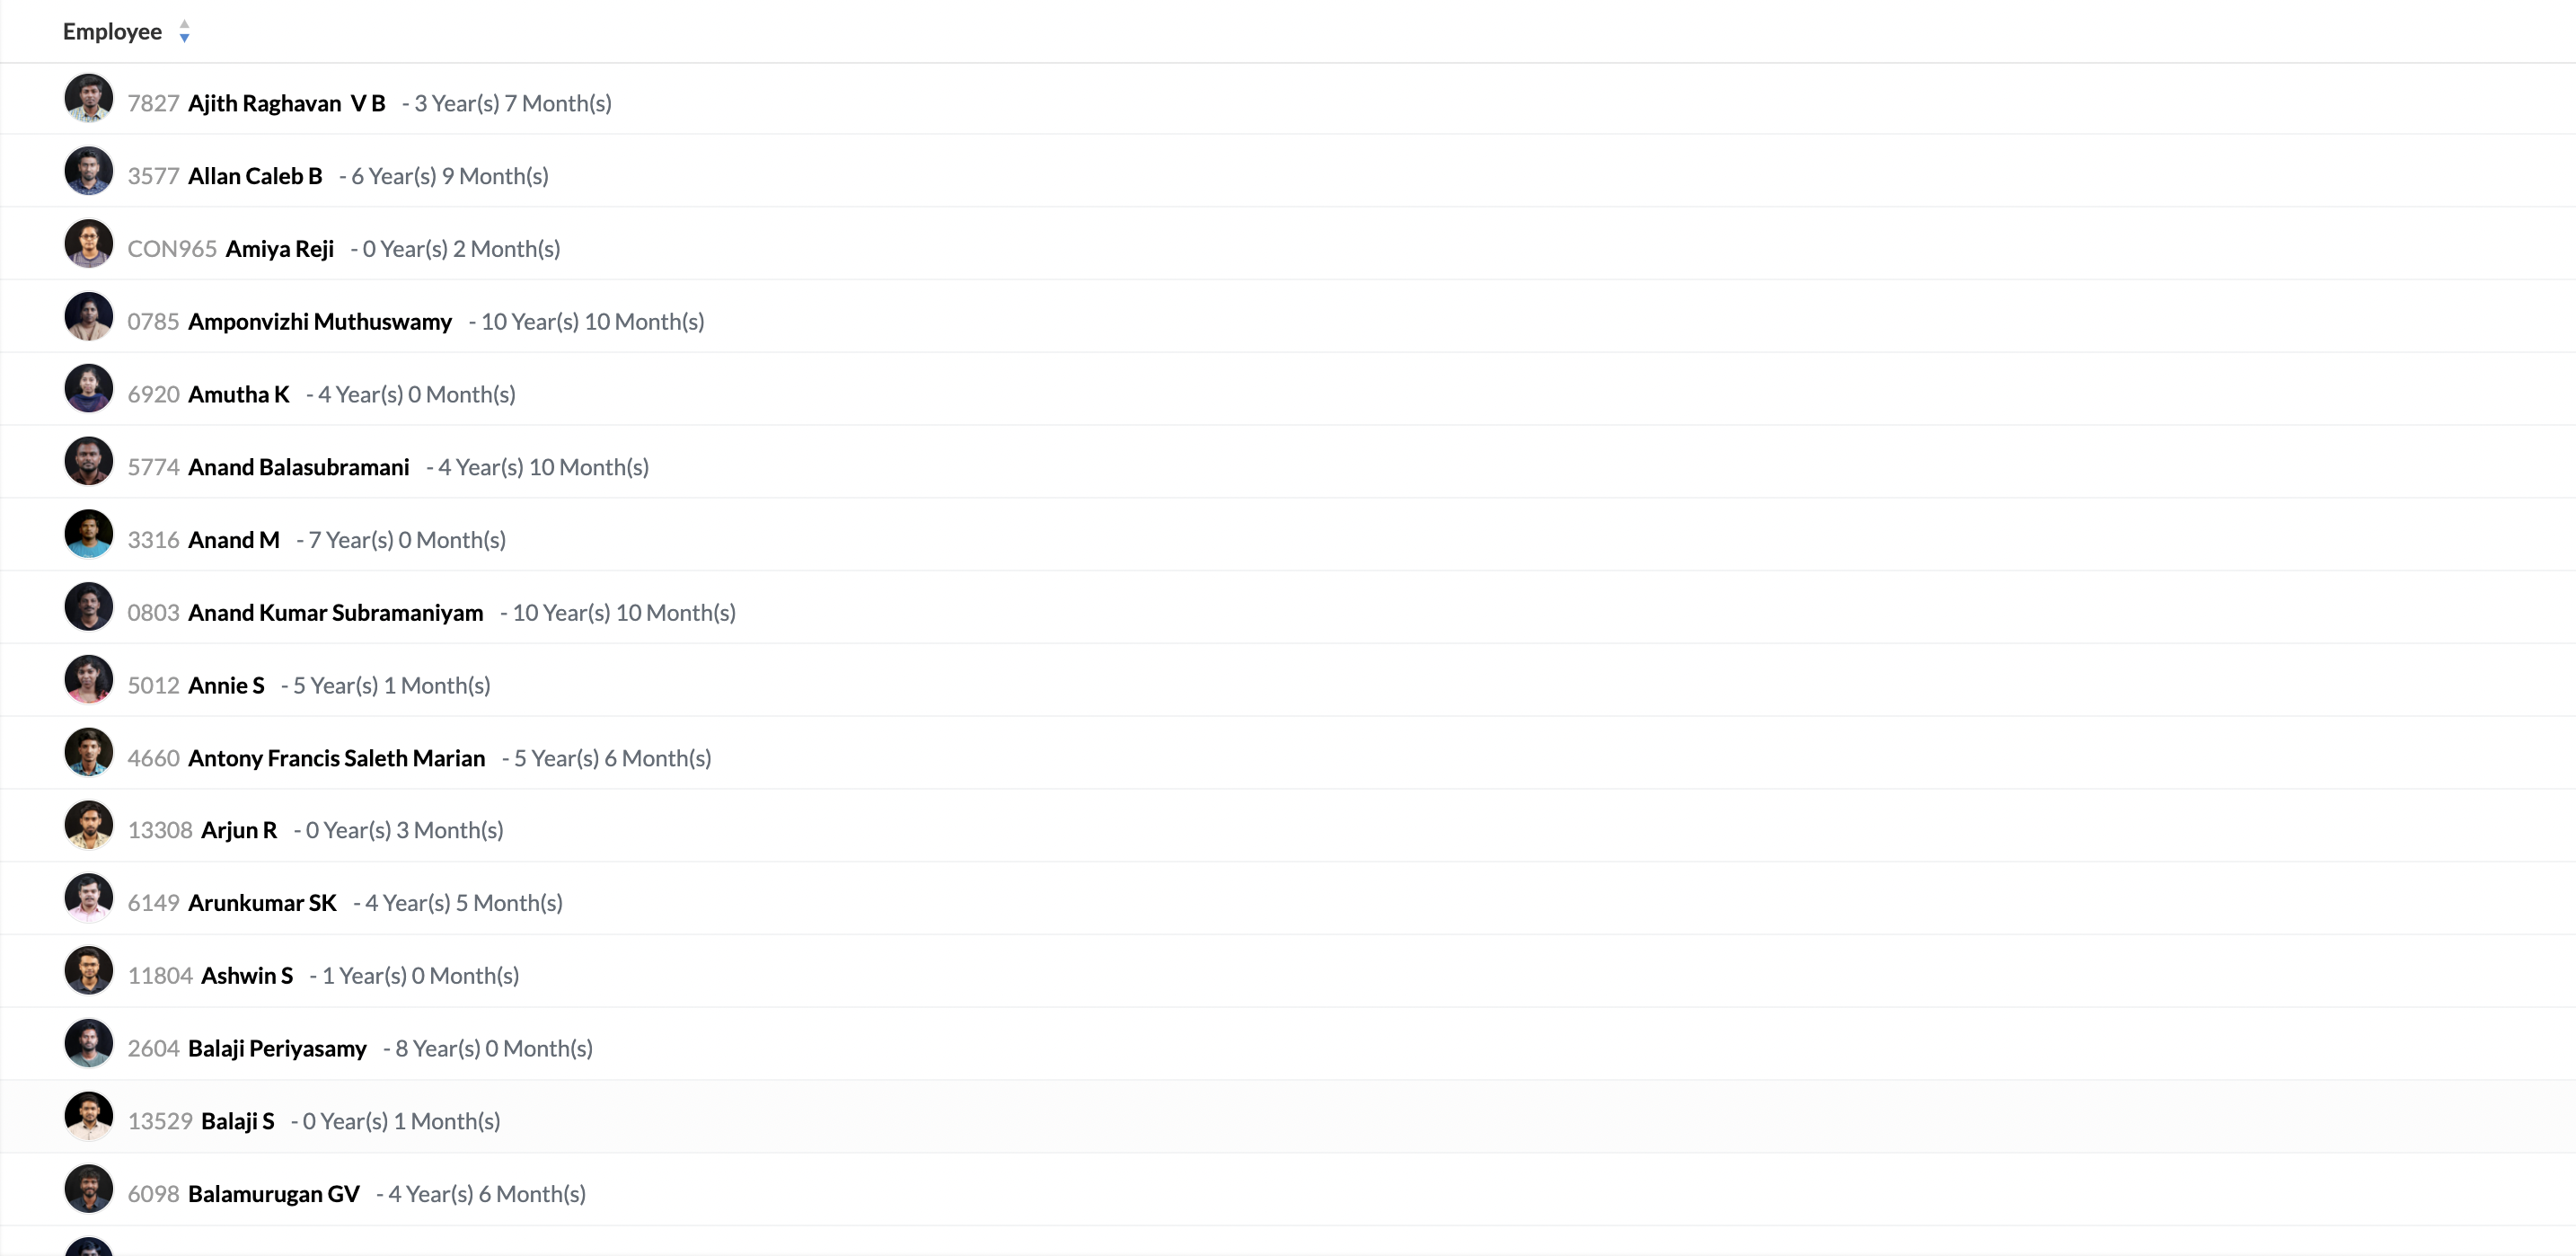 Employee
7827 Ajith Raghavan V B - 3 Year(s) 7 Month(s)
3577 Allan Caleb B - 6 Year(s) 9 Month(s)
CON965 Amiya Reji - 0 Year(s) 2 Month(s)
0785 Amponvizhi Muthuswamy - 10 Year(s) 10 Month(s)
6920 Amutha K - 4 Year(s) 0 Month(s)
5774 Anand Balasubramani - 4 Year(s) 10 Month(s)
3316 Anand M - 7 Year(s) 0 Month(s)
0803 Anand Kumar Subramaniyam - 10 Year(s) 10 Month(s)
5012 Annie S - 5 Year(s) 1 Month(s)
4660 Antony Francis Saleth Marian - 5 Year(s) 6 Month(s)
13308 Arjun R - 0 Year(s) 3 Month(s)
6149 Arunkumar SK - 4 Year(s) 5 Month(s)
11804 Ashwin S - 1 Year(s) 0 Month(s)
2604 Balaji Periyasamy - 8 Year(s) 0 Month(s)
13529 Balaji S - 0 Year(s) 1 Month(s)
6098 Balamurugan GV - 4 Year(s) 6 Month(s)